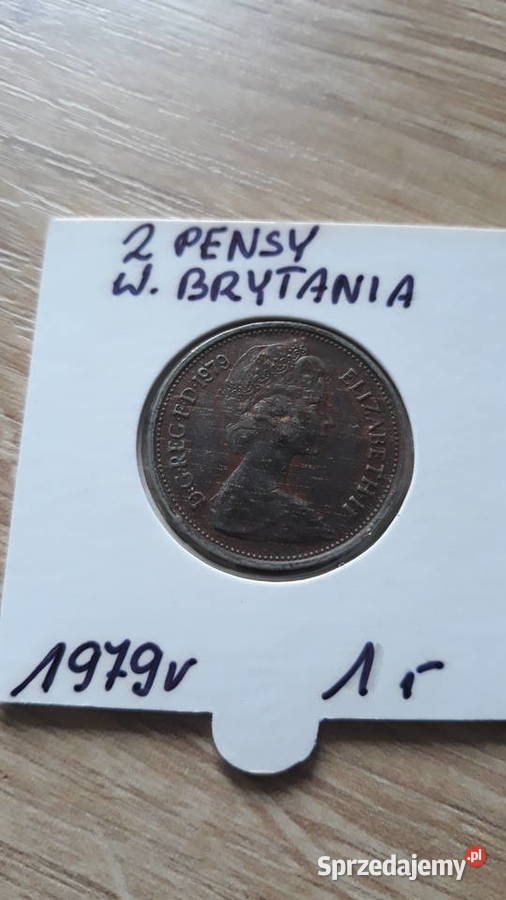 2 PENSY
W. BRYTANIA
D·G·REG·F·D·1979
ELIZABETH II
1979r
1,-
Sprzedajemy.pl